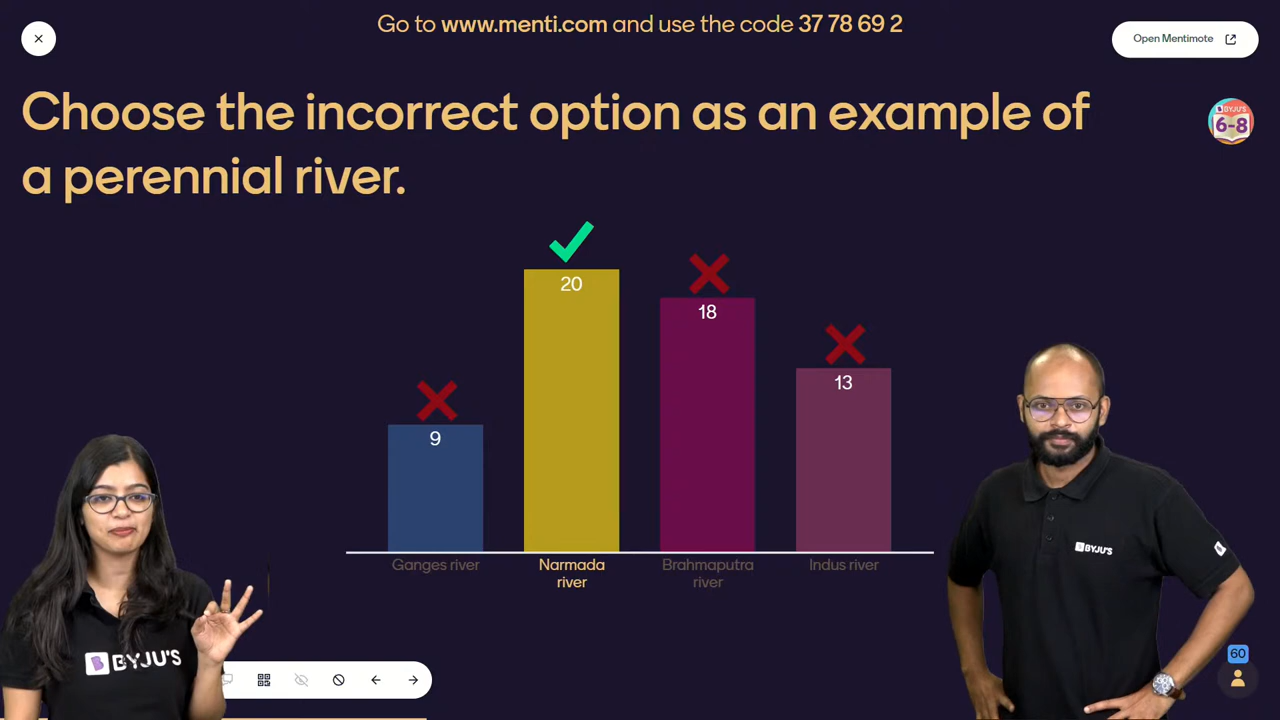 Go to www.menti.com and use the code 37 78 69 2
Open Mentimote
Choose the incorrect option as an example of
a perennial river.
BYJU'S
6-8
20
18
13
9
Ganges river
Narmada
river
Brahmaputra
river
Indus river
BYJU'S
BYJU'S
60